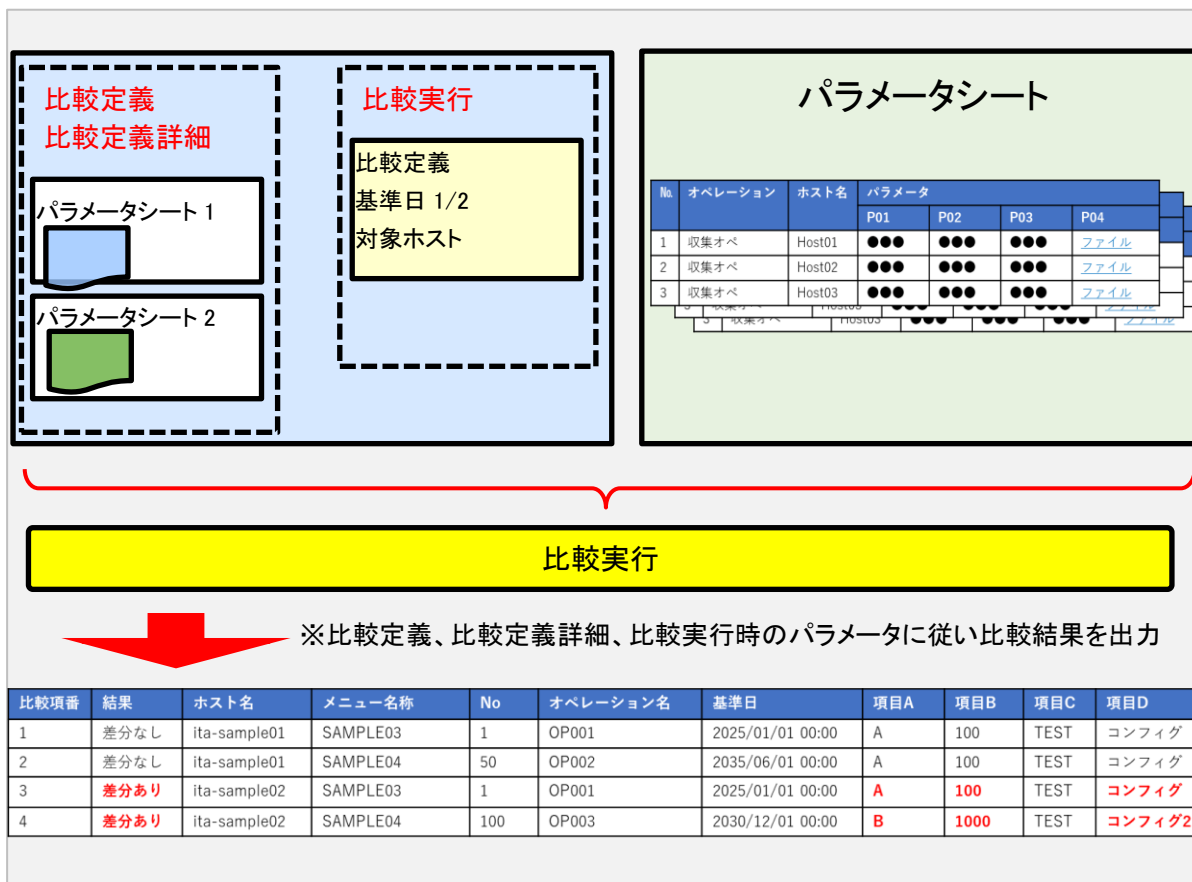 比較定義
比較定義詳細
パラメータシート 1
パラメータシート 2
比較実行
比較定義
基準日 1/2
対象ホスト
パラメータシート
No. オペレーション ホスト名 パラメータ
P01 P02 P03 P04
1 収集オペ Host01 ●●● ●●● ●●● ファイル
2 収集オペ Host02 ●●● ●●● ●●● ファイル
3 収集オペ Host03 ●●● ●●● ●●● ファイル
3 収集オペ Host03 ●●● ●●● ●●● ファイル
比較実行
※比較定義、比較定義詳細、比較実行時のパラメータに従い比較結果を出力
比較項番 結果 ホスト名 メニュー名称 No オペレーション名 基準日 項目A 項目B 項目C 項目D
1 差分なし ita-sample01 SAMPLE03 1 OP001 2025/01/01 00:00 A 100 TEST コンフィグ
2 差分なし ita-sample01 SAMPLE04 50 OP002 2035/06/01 00:00 A 100 TEST コンフィグ
3 差分あり ita-sample02 SAMPLE03 1 OP001 2025/01/01 00:00 A 100 TEST コンフィグ
4 差分あり ita-sample02 SAMPLE04 100 OP003 2030/12/01 00:00 B 1000 TEST コンフィグ2